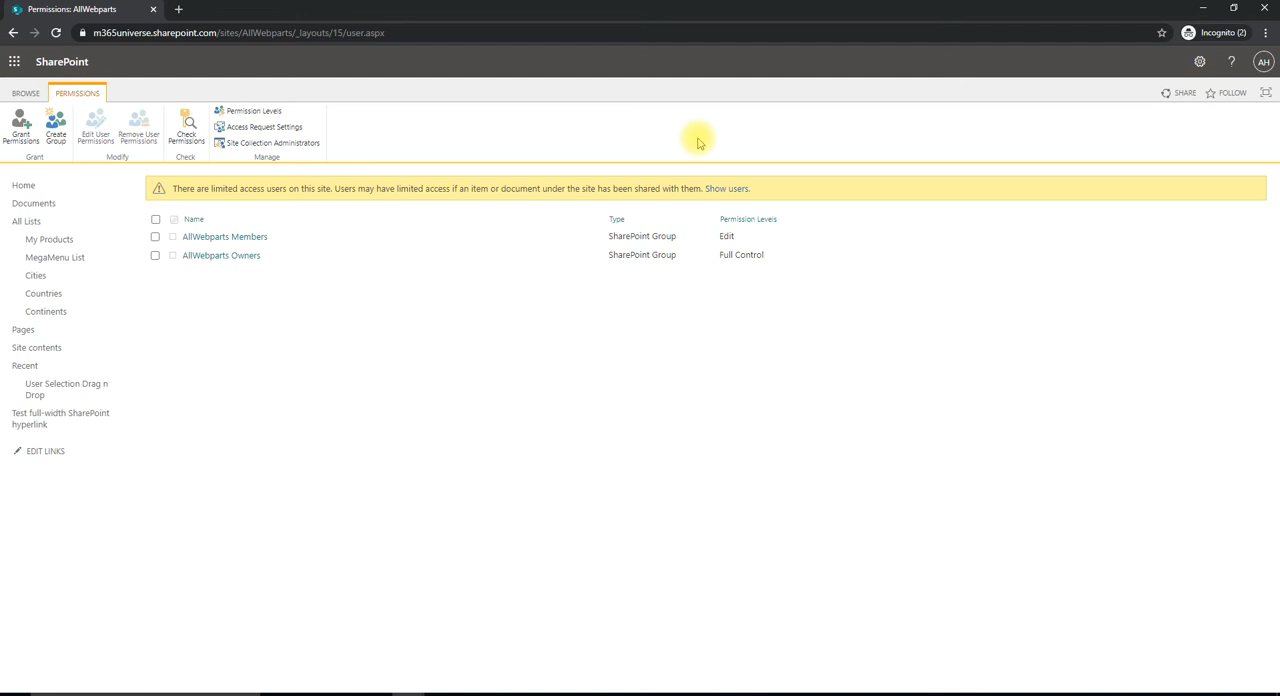 Permissions: AllWebparts
m365universe.sharepoint.com/sites/AllWebparts/_layouts/15/user.aspx
Incognito (2)
SharePoint
AH
BROWSE
PERMISSIONS
SHARE
FOLLOW
Grant Permissions
Create Group
Grant
Edit User Permissions
Remove User Permissions
Modify
Check Permissions
Check
Permission Levels
Access Request Settings
Site Collection Administrators
Manage
There are limited access users on this site. Users may have limited access if an item or document under the site has been shared with them. Show users.
Home
Documents
All Lists
My Products
MegaMenu List
Cities
Countries
Continents
Pages
Site contents
Recent
User Selection Drag n
Drop
Test full-width SharePoint
hyperlink
EDIT LINKS
Name Type Permission Levels
AllWebparts Members SharePoint Group Edit
AllWebparts Owners SharePoint Group Full Control